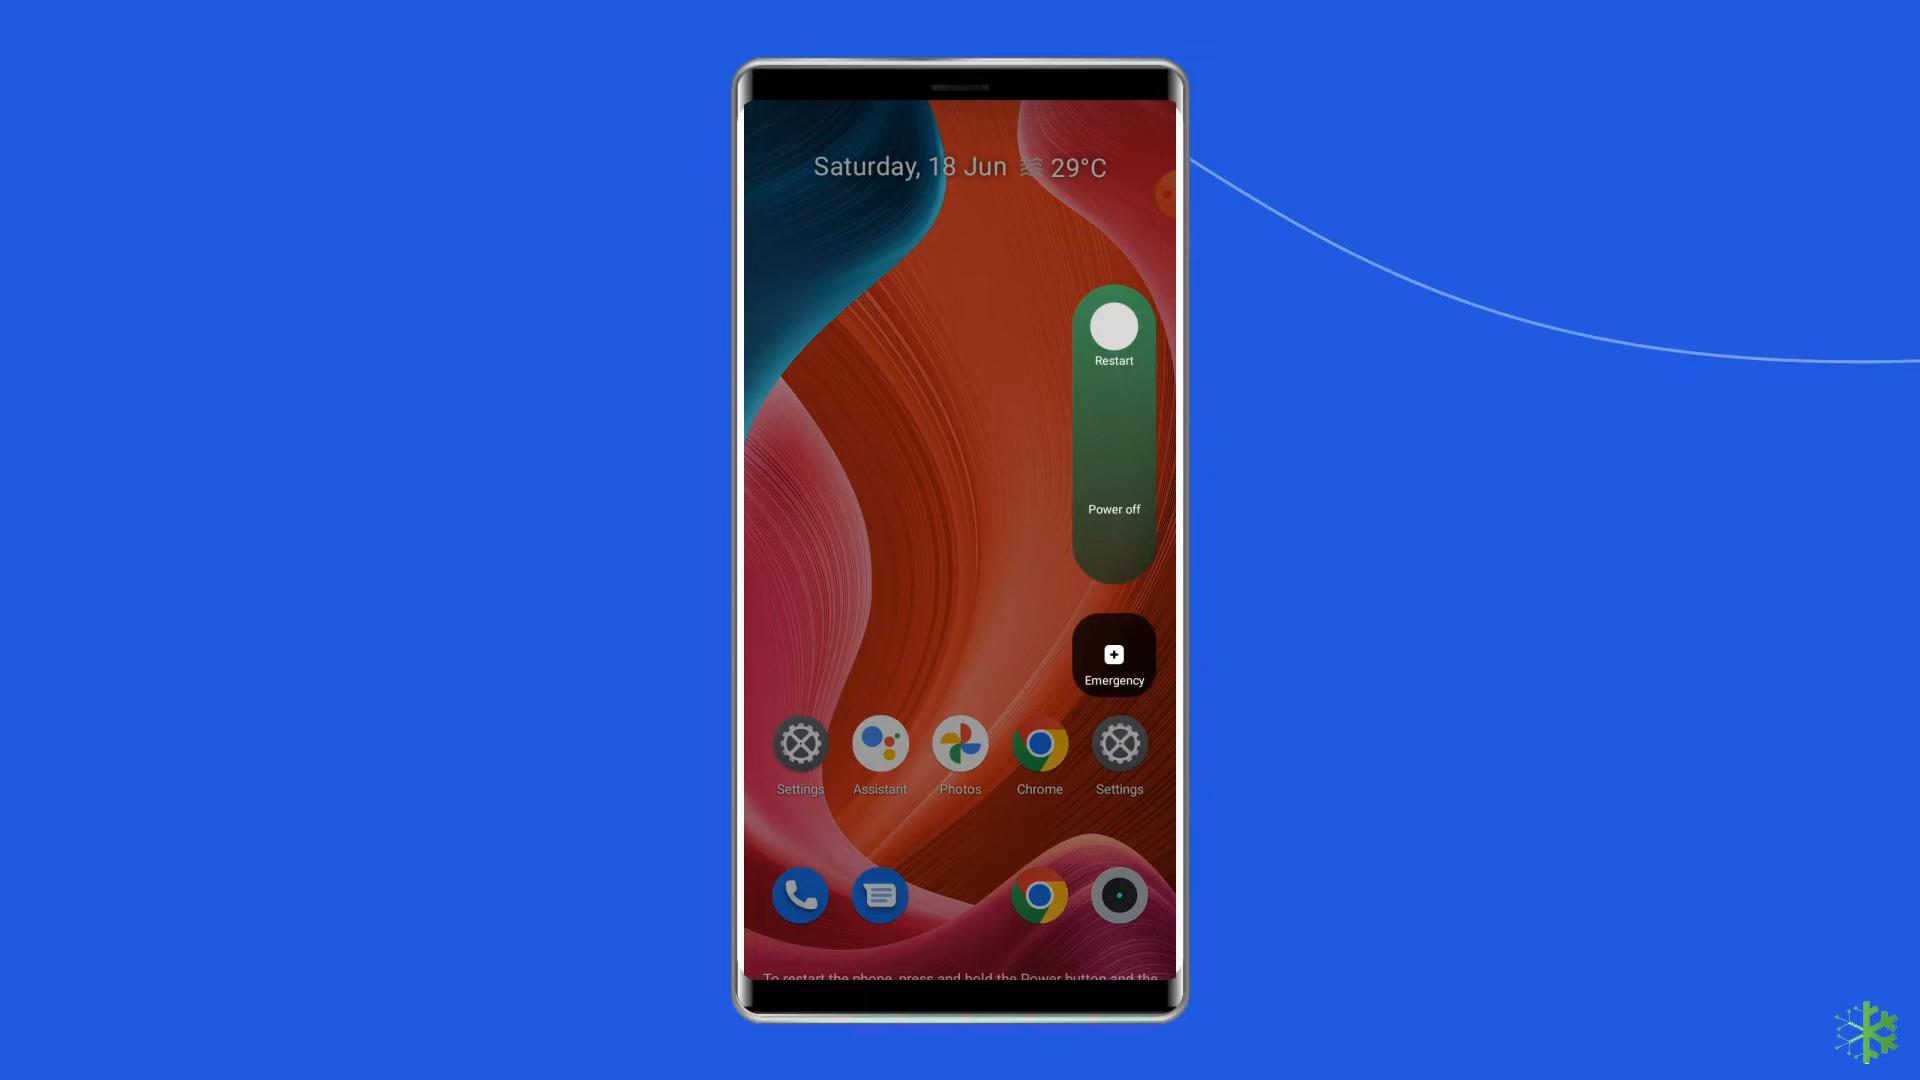 Saturday, 18 Jun 29°C
Restart
Power off
Emergency
Settings Assistant Photos Chrome Settings
To restart the phone, press and hold the Power button and the